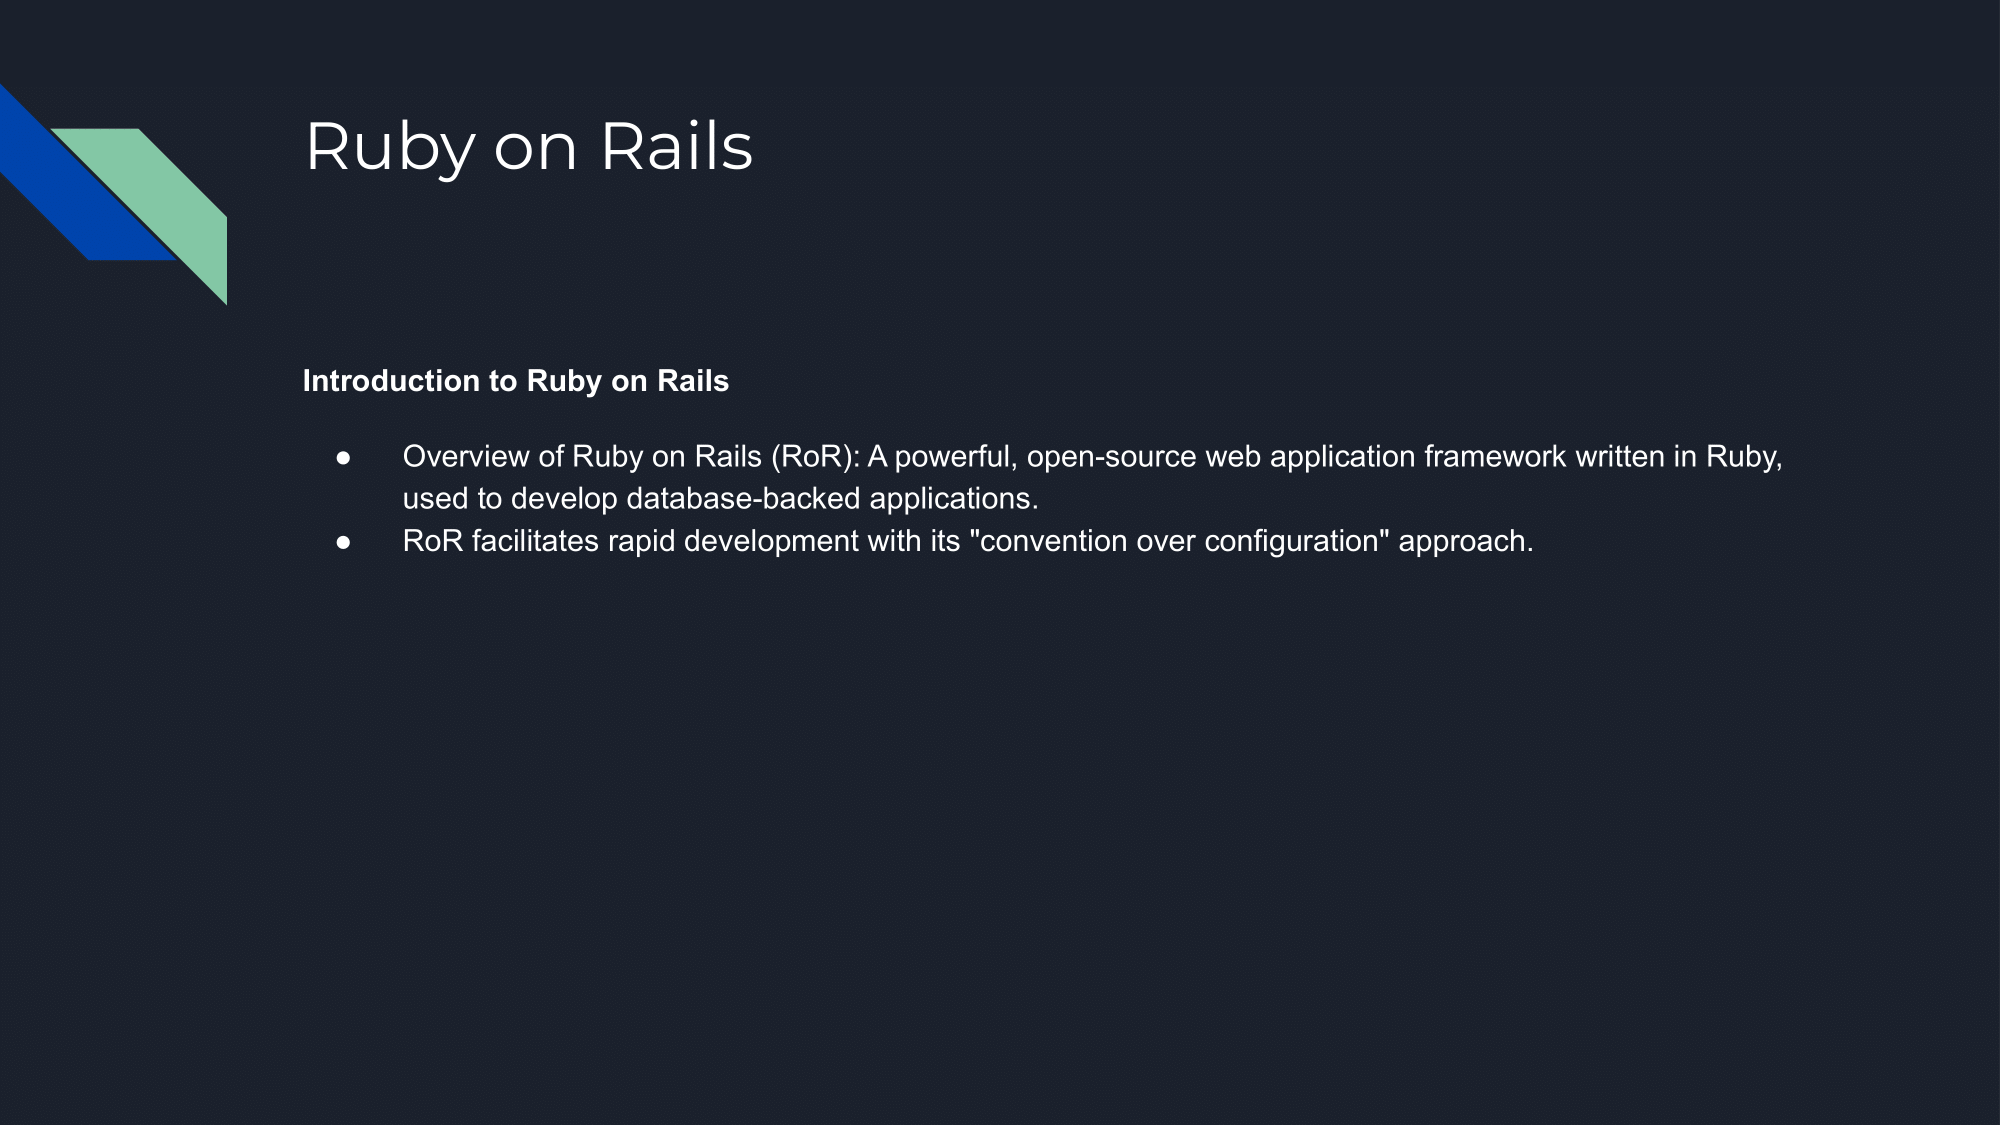 Ruby on Rails
Introduction to Ruby on Rails
● Overview of Ruby on Rails (RoR): A powerful, open-source web application framework written in Ruby,
used to develop database-backed applications.
● RoR facilitates rapid development with its "convention over configuration" approach.